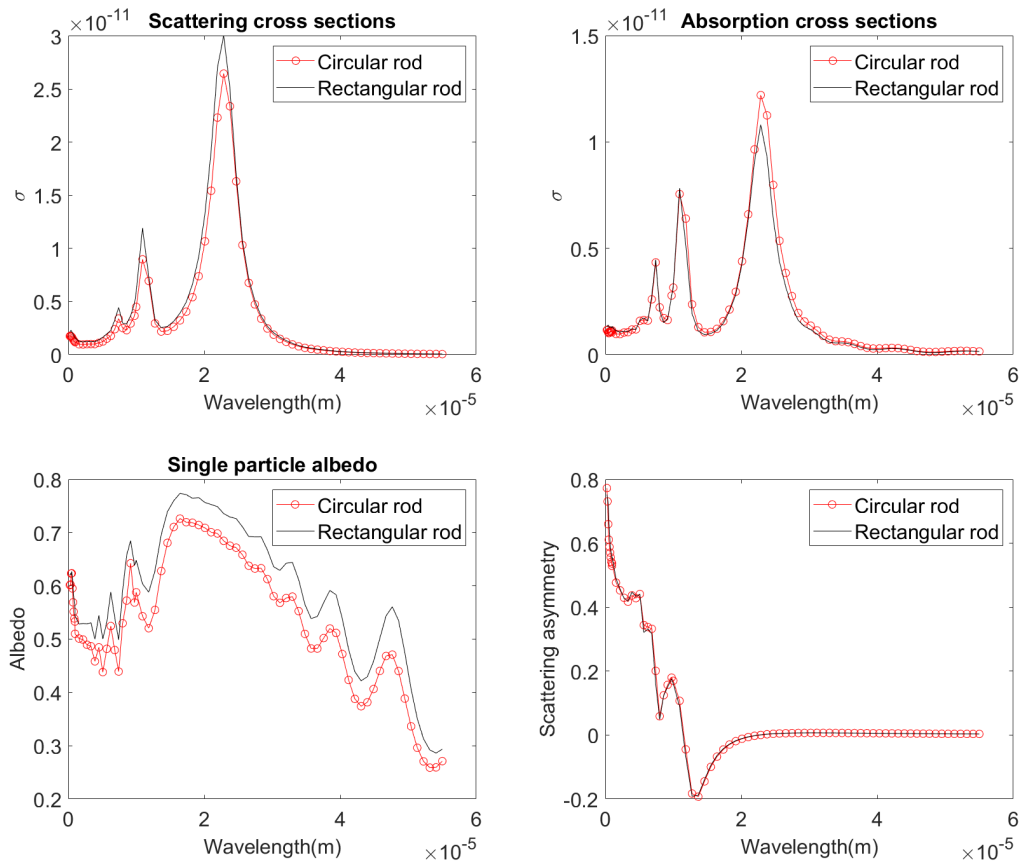 Scattering cross sections
×10^-11
3
2.5
2
1.5
1
0.5
0
σ
Circular rod
Rectangular rod
0 2 4 6
Wavelength(m)
×10^-5
Absorption cross sections
×10^-11
1.5
1
0.5
0
σ
Circular rod
Rectangular rod
0 2 4 6
Wavelength(m)
×10^-5
Single particle albedo
0.8
0.7
0.6
0.5
0.4
0.3
0.2
Albedo
Circular rod
Rectangular rod
0 2 4 6
Wavelength(m)
×10^-5
0.8
0.6
0.4
0.2
0
-0.2
Scattering asymmetry
Circular rod
Rectangular rod
0 2 4 6
Wavelength(m)
×10^-5